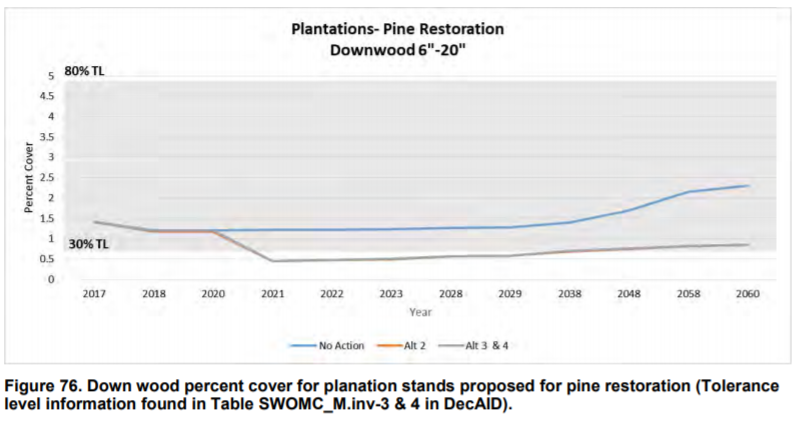 Plantations- Pine Restoration
Downwood 6"-20"
80% TL
5
4.5
4
3.5
3
2.5
2
1.5
1
30% TL
0.5
0
Percent Cover
2017 2018 2020 2021 2022 2023 2028 2029 2038 2048 2058 2060
Year
No Action Alt 2 Alt 3 & 4
Figure 76. Down wood percent cover for planation stands proposed for pine restoration (Tolerance
level information found in Table SWOMC_M.inv-3 & 4 in DecAID).